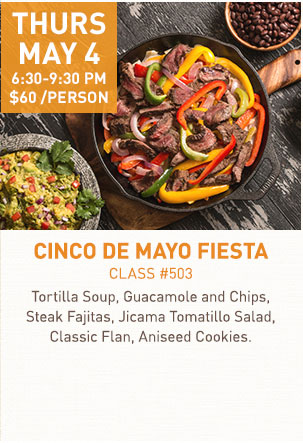 THURS
MAY 4
6:30-9:30 PM
$60 /PERSON
CINCO DE MAYO FIESTA
CLASS #503
Tortilla Soup, Guacamole and Chips,
Steak Fajitas, Jicama Tomatillo Salad,
Classic Flan, Aniseed Cookies.